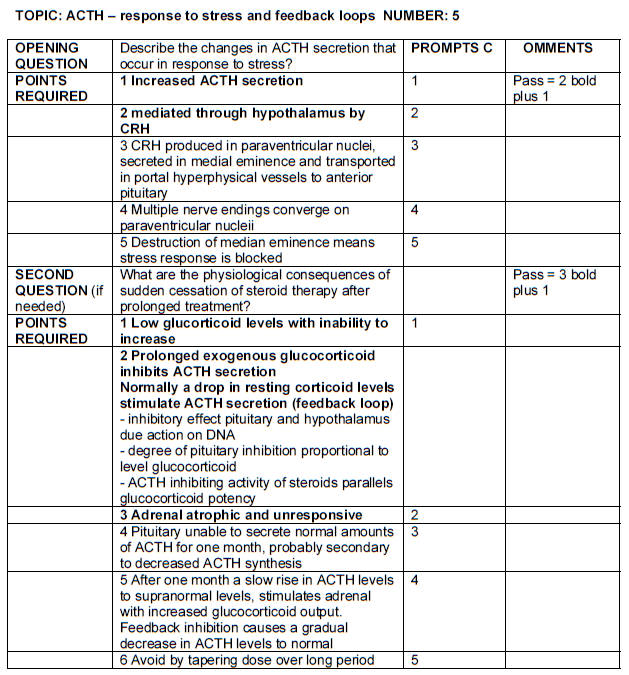 TOPIC: ACTH – response to stress and feedback loops NUMBER: 5
OPENING QUESTION
Describe the changes in ACTH secretion that
occur in response to stress?
PROMPTS C
OMMENTS
POINTS REQUIRED
1 Increased ACTH secretion
1
Pass = 2 bold
plus 1
2 mediated through hypothalamus by
CRH
2
3 CRH produced in paraventricular nuclei,
secreted in medial eminence and transported
in portal hyperphysical vessels to anterior
pituitary
3
4 Multiple nerve endings converge on
paraventricular nucleii
4
5 Destruction of median eminence means
stress response is blocked
5
SECOND
QUESTION (if
needed)
What are the physiological consequences of
sudden cessation of steroid therapy after
prolonged treatment?
Pass = 3 bold
plus 1
POINTS
REQUIRED
1 Low glucorticoid levels with inability to
increase
1
2 Prolonged exogenous glucocorticoid
inhibits ACTH secretion
Normally a drop in resting corticoid levels
stimulate ACTH secretion (feedback loop)
- inhibitory effect pituitary and hypothalamus
due action on DNA
- degree of pituitary inhibition proportional to
level glucocorticoid
- ACTH inhibiting activity of steroids parallels
glucocorticoid potency
3 Adrenal atrophic and unresponsive
2
4 Pituitary unable to secrete normal amounts
of ACTH for one month, probably secondary
to decreased ACTH synthesis
3
5 After one month a slow rise in ACTH levels
to supranormal levels, stimulates adrenal
with increased glucocorticoid output.
Feedback inhibition causes a gradual
decrease in ACTH levels to normal
4
6 Avoid by tapering dose over long period
5